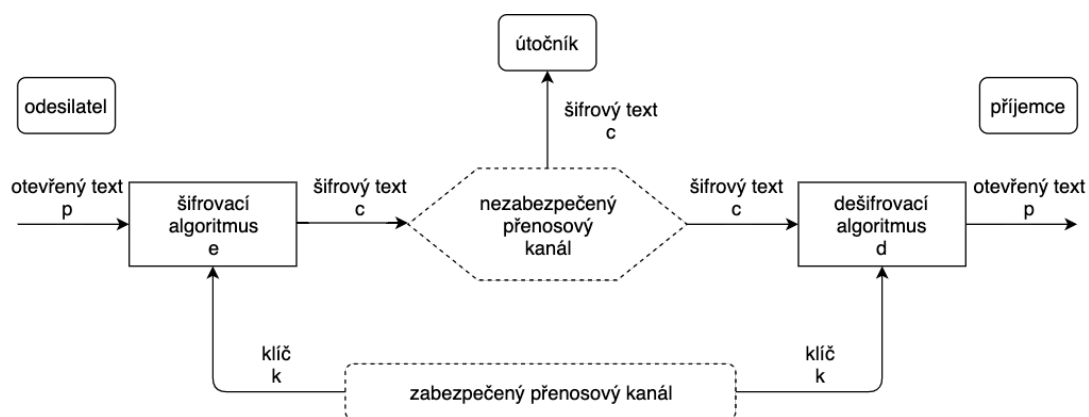 útočník
odesilatel
příjemce
šifrový text
c
otevřený text
p
šifrovací
algoritmus
e
šifrový text
c
nezabezpečený
přenosový
kanál
šifrový text
c
dešifrovací
algoritmus
d
otevřený text
p
klíč
k
zabezpečený přenosový kanál
klíč
k